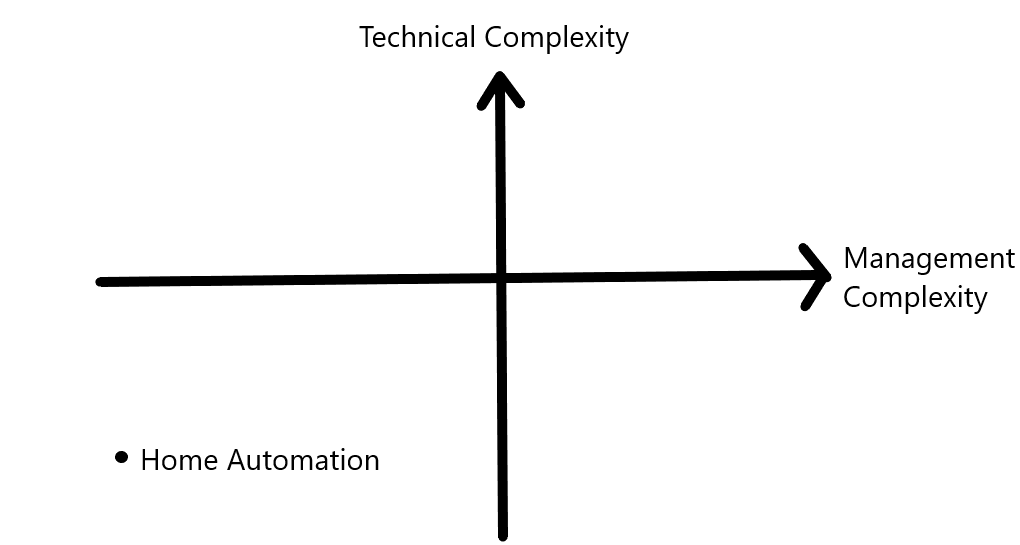 Technical Complexity
Management
Complexity
Home Automation